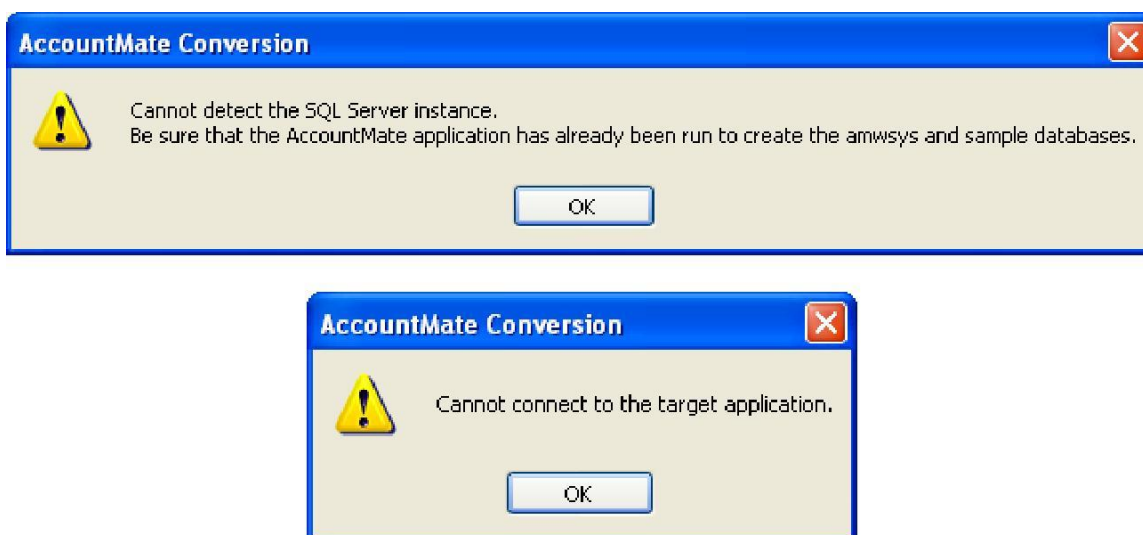 AccountMate Conversion
Cannot detect the SQL Server instance.
Be sure that the AccountMate application has already been run to create the amwsys and sample databases.
OK
AccountMate Conversion
Cannot connect to the target application.
OK